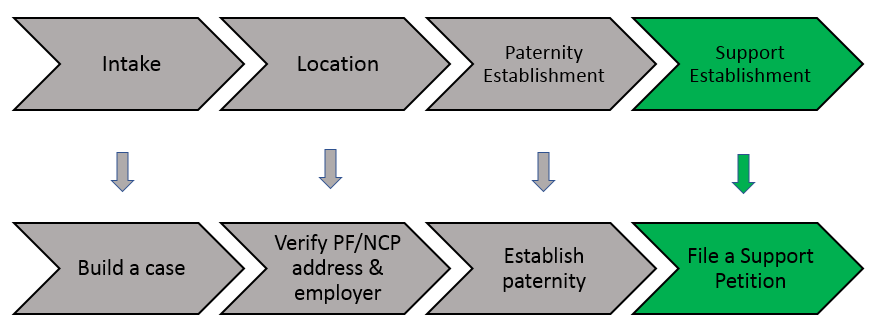 Intake
Location
Paternity
Establishment
Support
Establishment
Build a case
Verify PF/NCP
address &
employer
Establish
paternity
File a Support
Petition